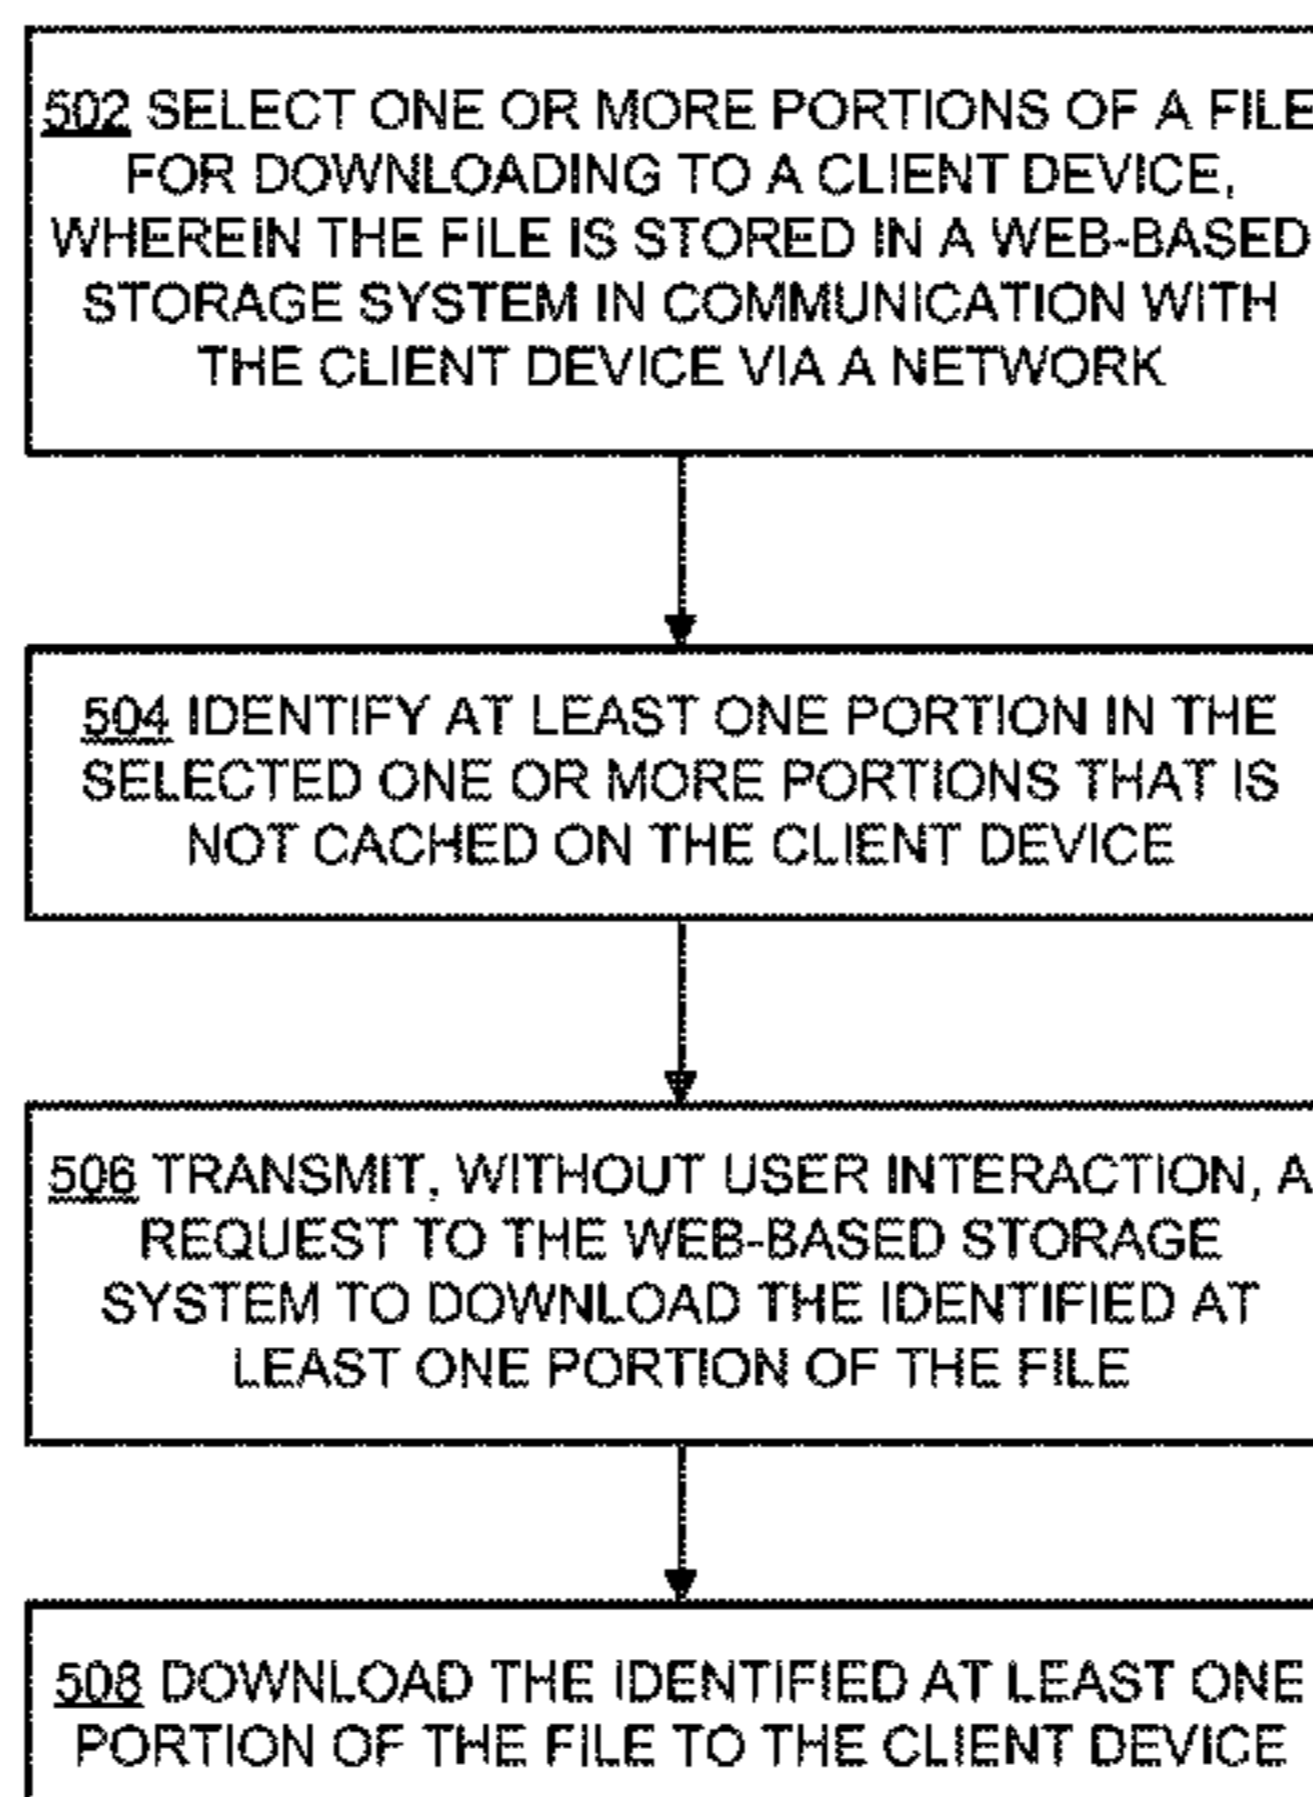 502 SELECT ONE OR MORE PORTIONS OF A FILE
FOR DOWNLOADING TO A CLIENT DEVICE,
WHEREIN THE FILE IS STORED IN A WEB-BASED
STORAGE SYSTEM IN COMMUNICATION WITH
THE CLIENT DEVICE VIA A NETWORK
504 IDENTIFY AT LEAST ONE PORTION IN THE
SELECTED ONE OR MORE PORTIONS THAT IS
NOT CACHED ON THE CLIENT DEVICE
506 TRANSMIT, WITHOUT USER INTERACTION, A
REQUEST TO THE WEB-BASED STORAGE
SYSTEM TO DOWNLOAD THE IDENTIFIED AT
LEAST ONE PORTION OF THE FILE
508 DOWNLOAD THE IDENTIFIED AT LEAST ONE
PORTION OF THE FILE TO THE CLIENT DEVICE